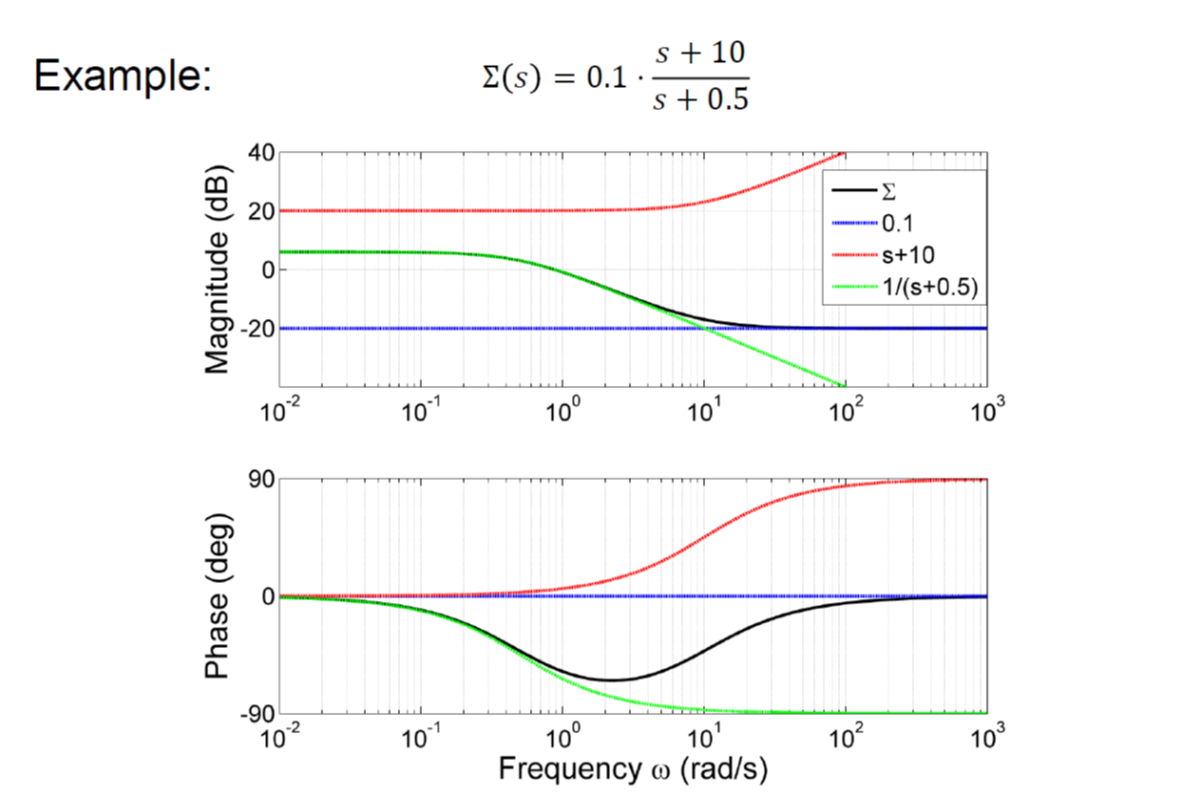 Example:
Σ(s) = 0.1 · (s + 10)/(s + 0.5)
Magnitude (dB)
40
20
0
-20
Σ
0.1
s+10
1/(s+0.5)
10^-2 10^-1 10^0 10^1 10^2 10^3
Phase (deg)
90
0
-90
10^-2 10^-1 10^0 10^1 10^2 10^3
Frequency ω (rad/s)